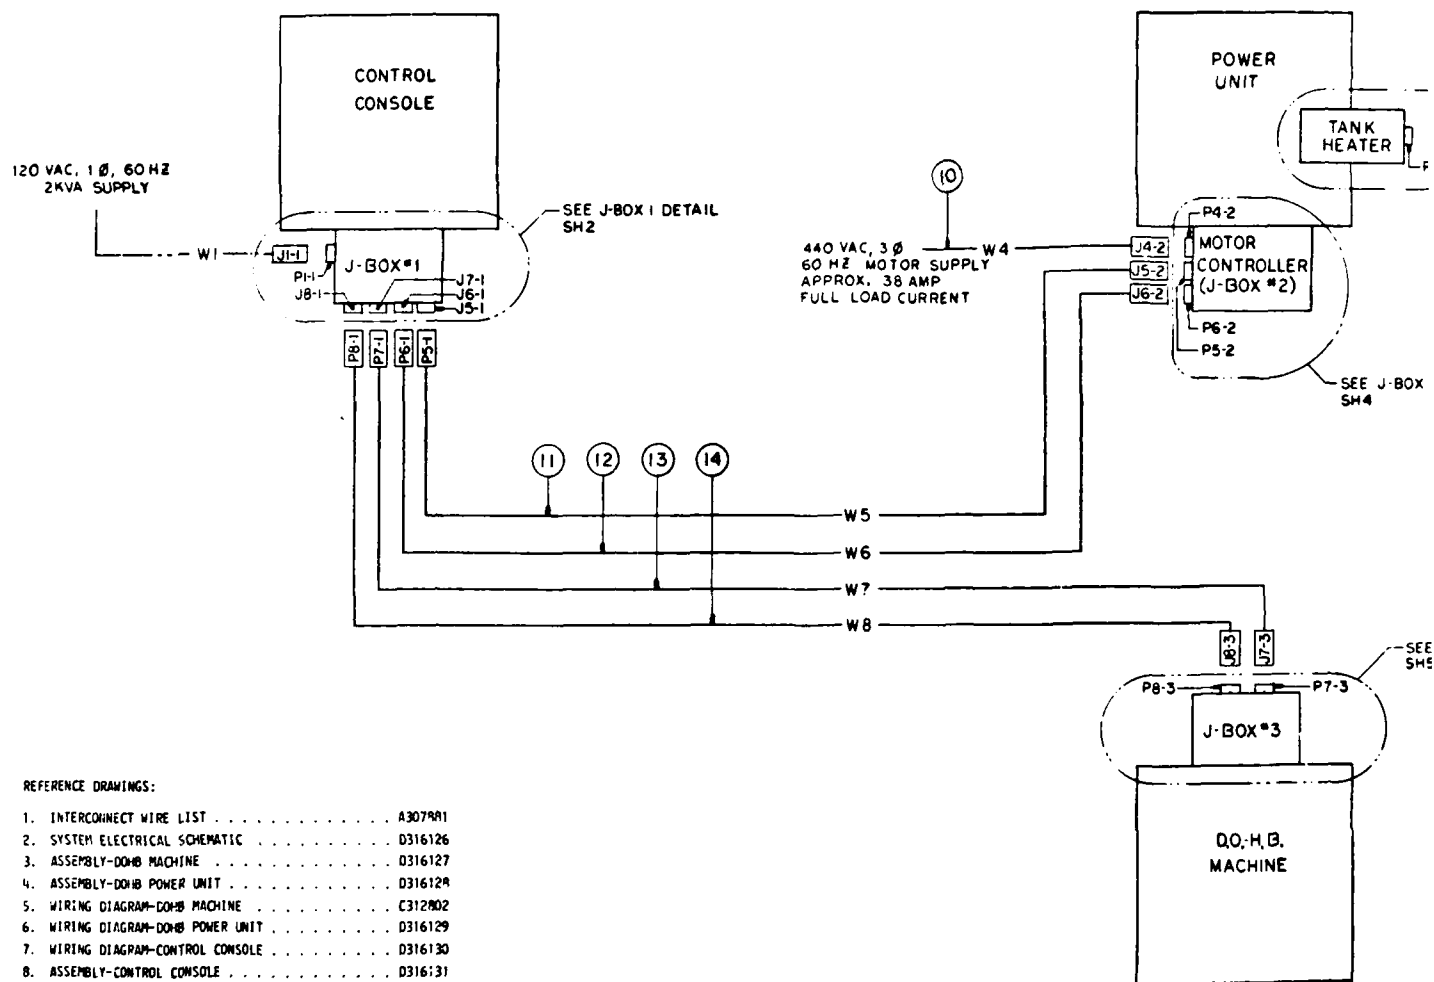 CONTROL
CONSOLE
POWER
UNIT
TANK
HEATER
P
120 VAC, 1 Ø, 60 HZ
2KVA SUPPLY
W1
J1-1
P1-1
J-BOX #1
J8-1
J7-1
J6-1
J5-1
SEE J-BOX 1 DETAIL
SH2
P8-1
P7-1
P6-1
P5-1
10
440 VAC, 3 Ø
60 HZ MOTOR SUPPLY
APPROX. 38 AMP
FULL LOAD CURRENT
W4
J4-2
J5-2
J6-2
P4-2
MOTOR
CONTROLLER
(J-BOX #2)
P6-2
P5-2
SEE J-BOX
SH4
11
12
13
14
W5
W6
W7
W8
J8-3
J7-3
SEE
SH5
P8-3
P7-3
J-BOX #3
D.O.-H.B.
MACHINE
REFERENCE DRAWINGS:
1. INTERCONNECT WIRE LIST . . . . . . . . . . . . . A307881
2. SYSTEM ELECTRICAL SCHEMATIC . . . . . . . . . . D316126
3. ASSEMBLY-DOHB MACHINE . . . . . . . . . . . . . D316127
4. ASSEMBLY-DOHB POWER UNIT . . . . . . . . . . . . D316128
5. WIRING DIAGRAM-DOHB MACHINE . . . . . . . . . . C312802
6. WIRING DIAGRAM-DOHB POWER UNIT . . . . . . . . . D316129
7. WIRING DIAGRAM-CONTROL CONSOLE . . . . . . . . . D316130
8. ASSEMBLY-CONTROL CONSOLE . . . . . . . . . . . . D316131